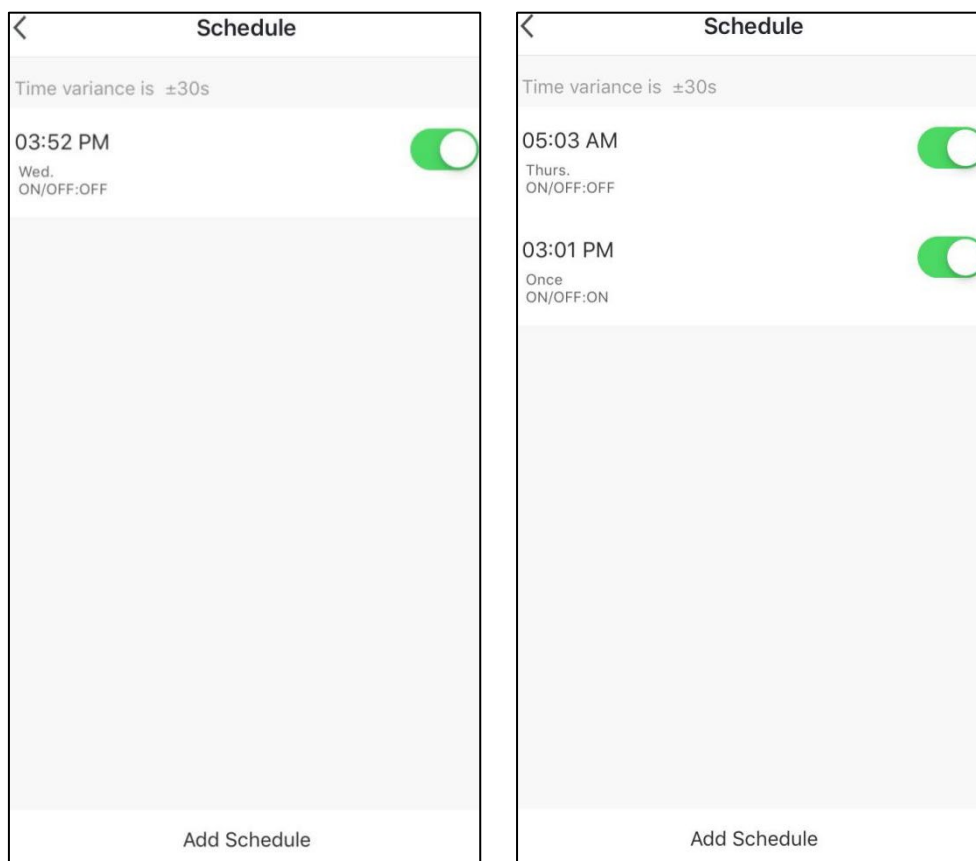 Schedule
Time variance is ±30s
03:52 PM
Wed.
ON/OFF:OFF
Add Schedule
Schedule
Time variance is ±30s
05:03 AM
Thurs.
ON/OFF:OFF
03:01 PM
Once
ON/OFF:ON
Add Schedule